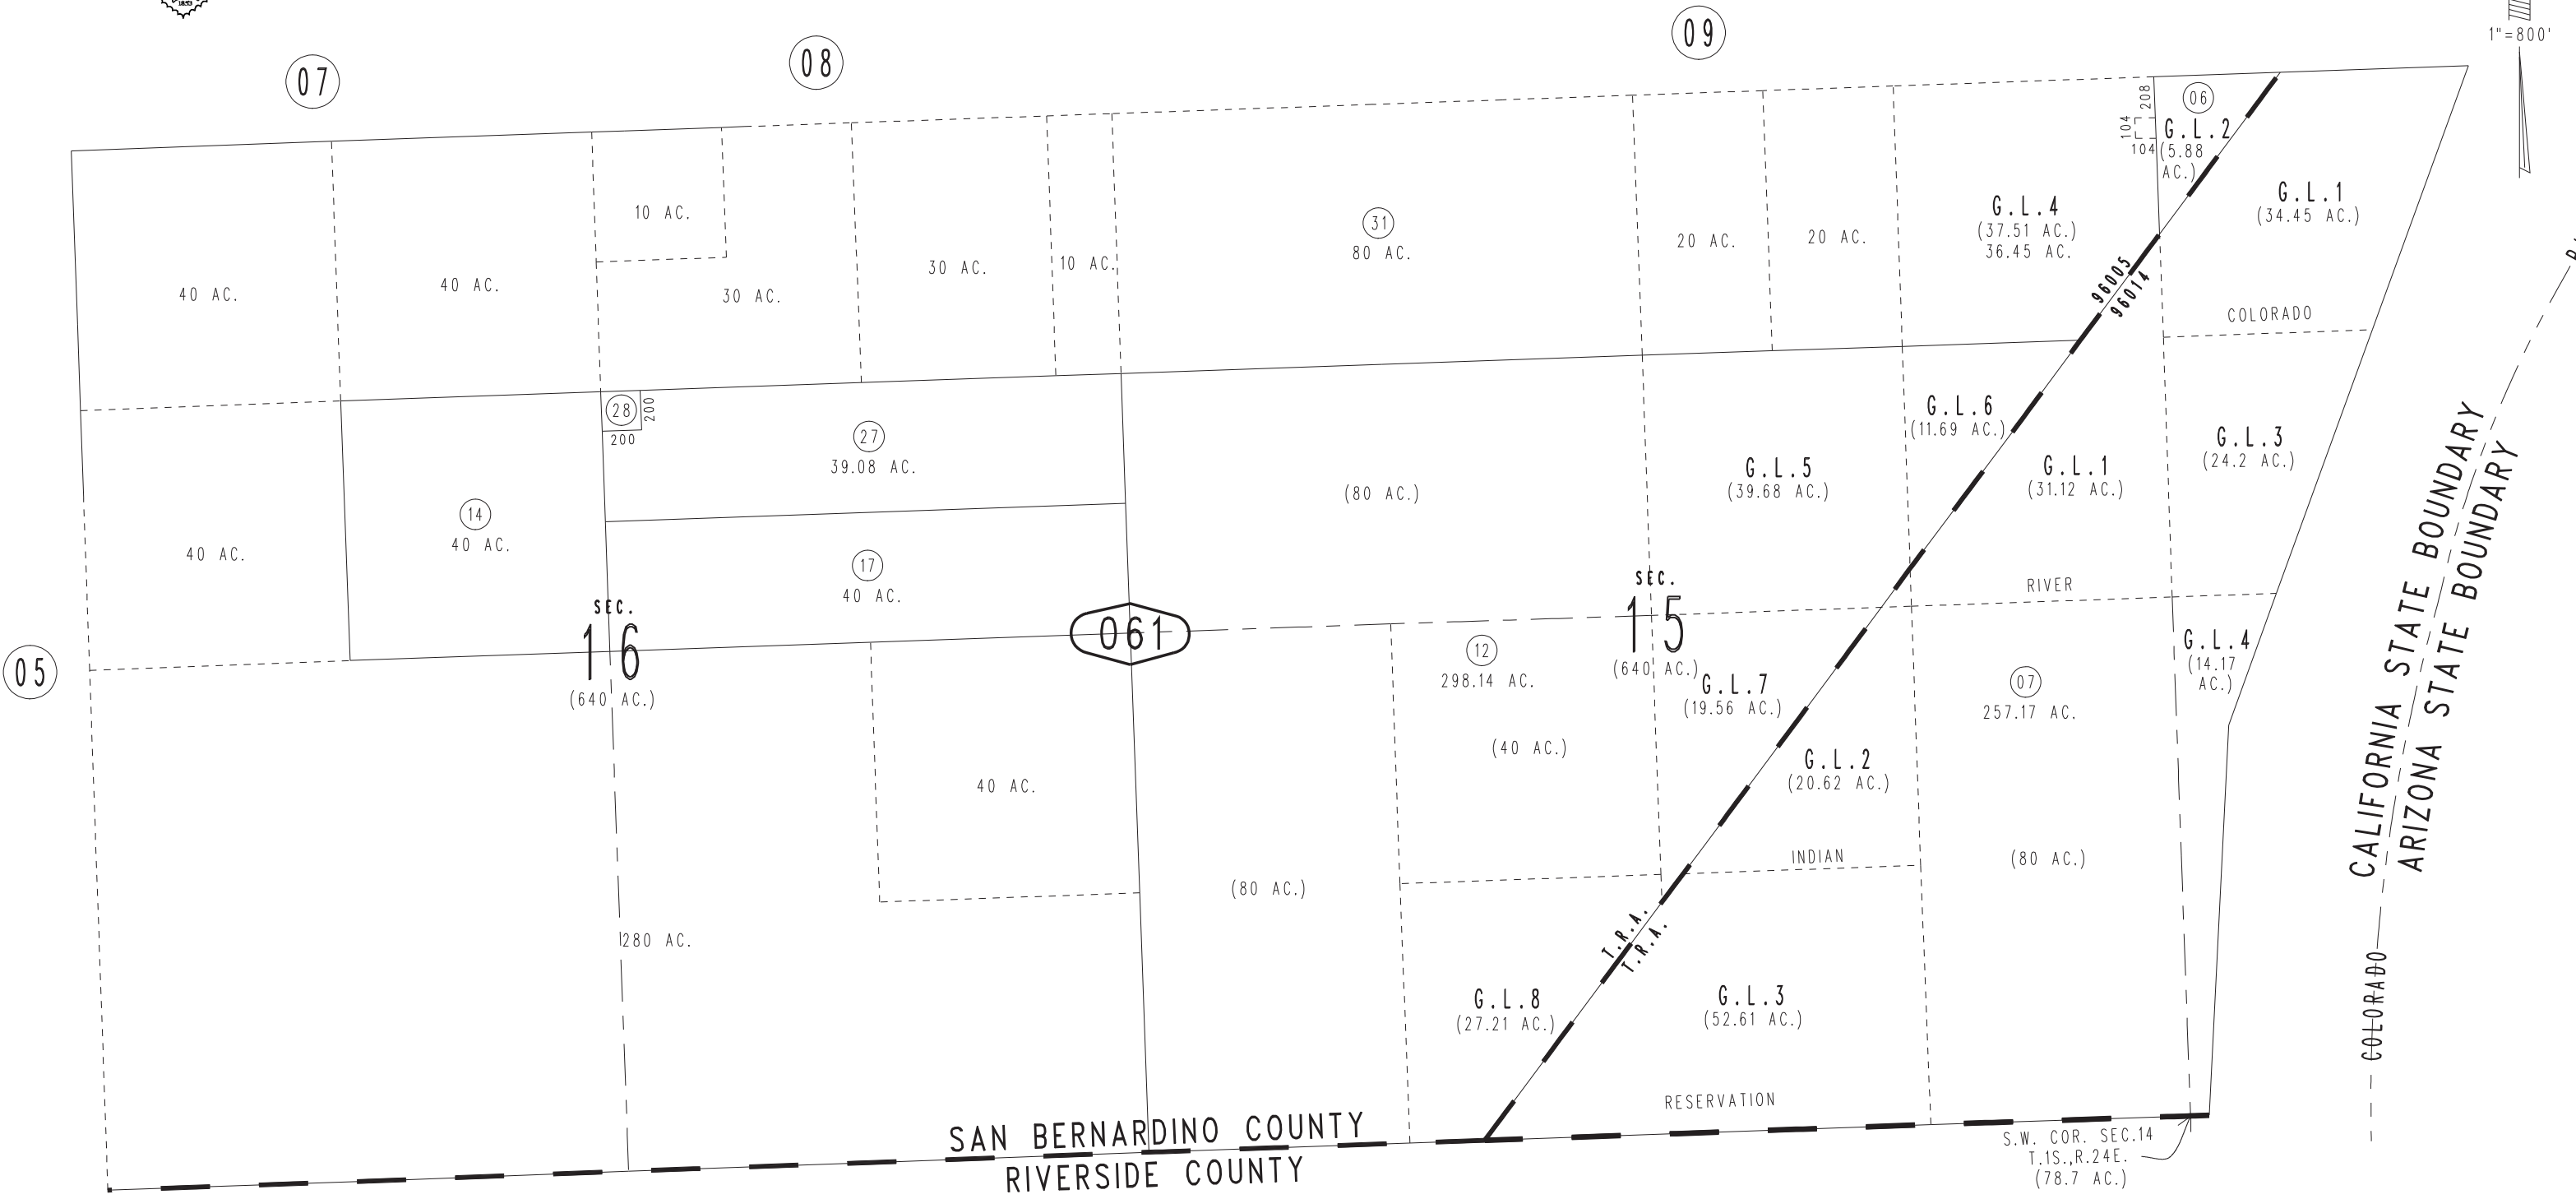 1853
07
08
09
1"=800'
06
208
104
104
G.L.2
(5.88
AC.)
G.L.1
(34.45 AC.)
10 AC.
31
80 AC.
G.L.4
(37.51 AC.)
36.45 AC.
20 AC.
20 AC.
40 AC.
40 AC.
30 AC.
30 AC.
10 AC.
96005
96014
COLORADO
28
200
200
27
39.08 AC.
G.L.6
(11.69 AC.)
G.L.3
(24.2 AC.)
(80 AC.)
G.L.5
(39.68 AC.)
G.L.1
(31.12 AC.)
14
40 AC.
40 AC.
17
40 AC.
RIVER
SEC.
16
(640 AC.)
061
SEC.
15
(640 AC.)
12
298.14 AC.
G.L.7
(19.56 AC.)
07
257.17 AC.
G.L.4
(14.17
AC.)
05
40 AC.
(40 AC.)
G.L.2
(20.62 AC.)
INDIAN
(80 AC.)
(80 AC.)
280 AC.
T.R.A.
T.R.A.
G.L.8
(27.21 AC.)
G.L.3
(52.61 AC.)
RESERVATION
CALIFORNIA STATE BOUNDARY
ARIZONA STATE BOUNDARY
COLORADO
SAN BERNARDINO COUNTY
RIVERSIDE COUNTY
S.W. COR. SEC.14
T.1S.,R.24E.
(78.7 AC.)